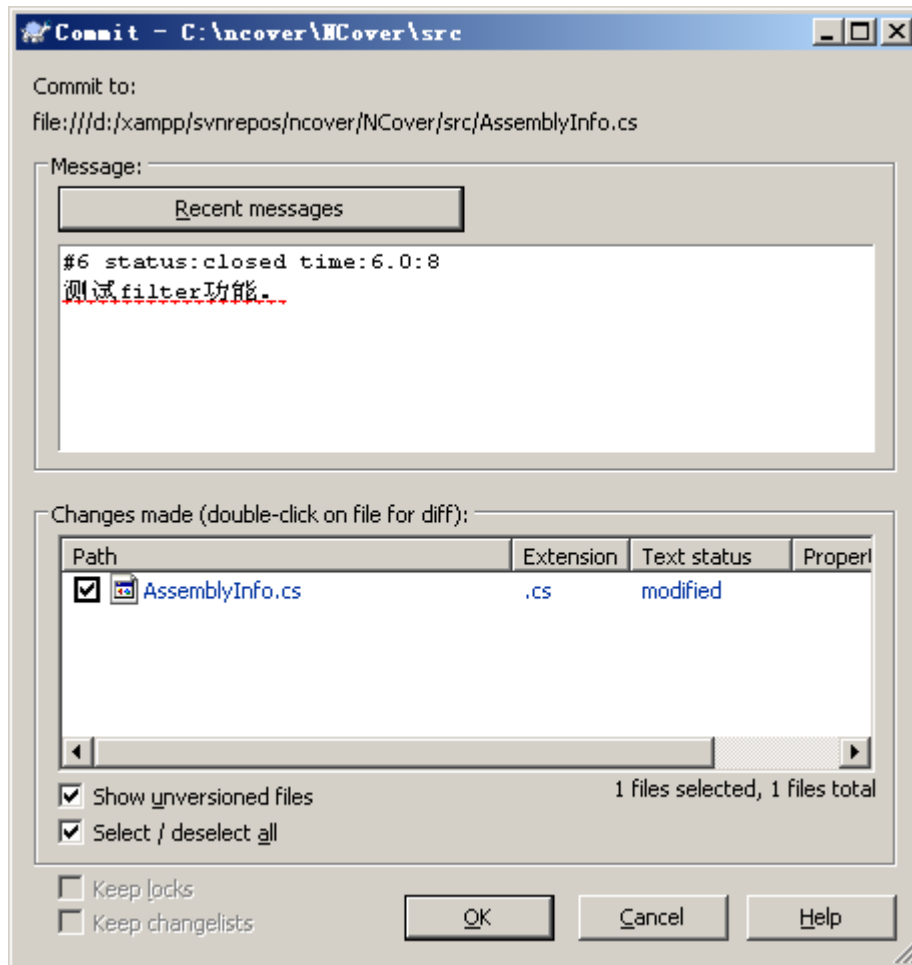 Commit - C:\ncover\NCover\src
Commit to:
file:///d:/xampp/svnrepos/ncover/NCover/src/AssemblyInfo.cs
Message:
Recent messages
#6 status:closed time:6.0:8
测试filter功能.
Changes made (double-click on file for diff):
Path Extension Text status Propert
AssemblyInfo.cs .cs modified
Show unversioned files 1 files selected, 1 files total
Select / deselect all
Keep locks
Keep changelists
OK Cancel Help